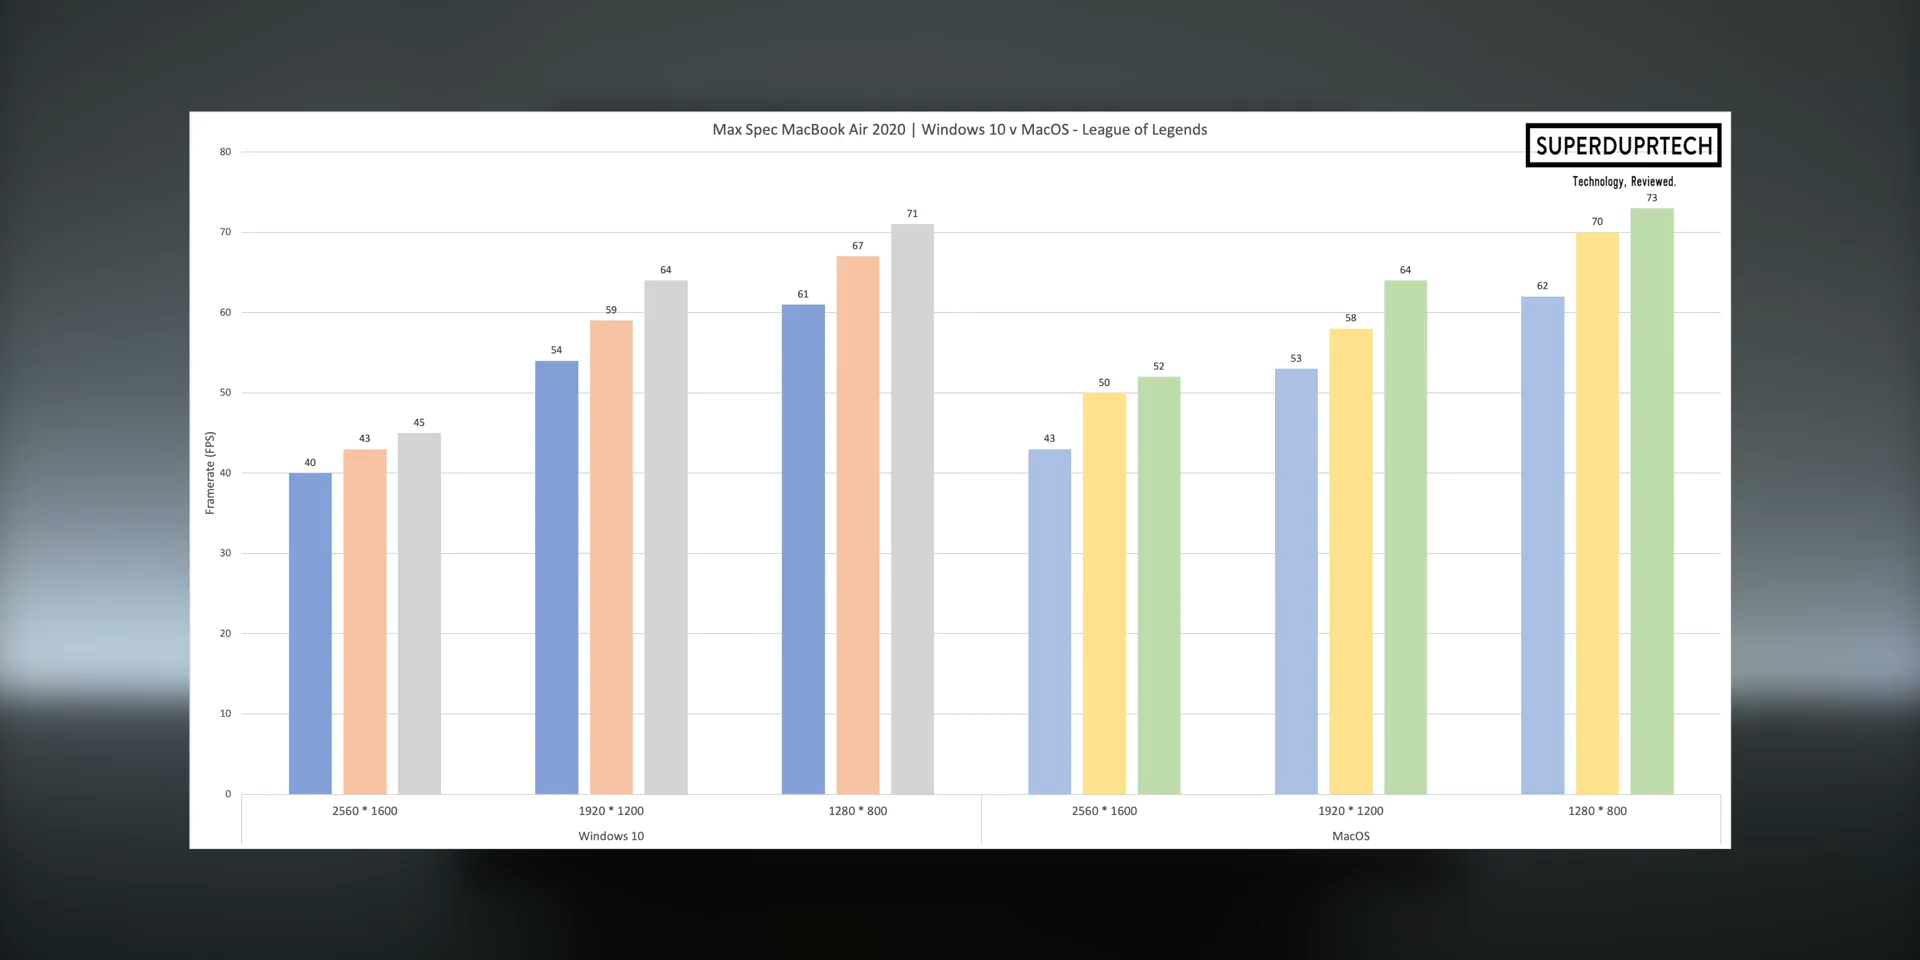 Max Spec MacBook Air 2020 | Windows 10 v MacOS - League of Legends
SUPERDUPRTECH
Technology, Reviewed.
Framerate (FPS)
80
70
60
50
40
30
20
10
0
40
43
45
54
59
64
61
67
71
43
50
52
53
58
64
62
70
73
2560 * 1600
1920 * 1200
1280 * 800
2560 * 1600
1920 * 1200
1280 * 800
Windows 10
MacOS